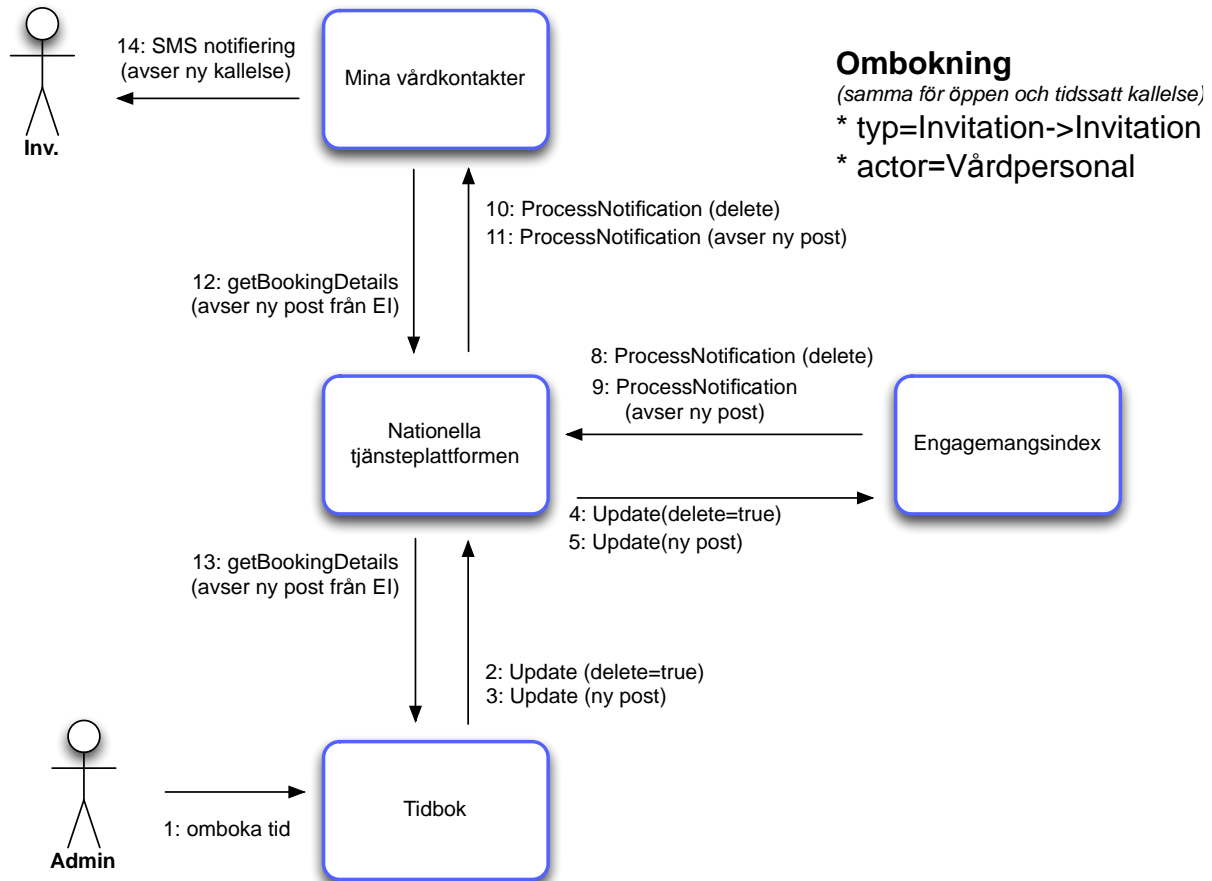 14: SMS notifiering
(avser ny kallelse)
Inv.
Mina vårdkontakter
Ombokning
(samma för öppen och tidssatt kallelse)
* typ=Invitation->Invitation
* actor=Vårdpersonal
10: ProcessNotification (delete)
11: ProcessNotification (avser ny post)
12: getBookingDetails
(avser ny post från EI)
8: ProcessNotification (delete)
9: ProcessNotification
(avser ny post)
Nationella
tjänsteplattformen
Engagemangsindex
4: Update(delete=true)
5: Update(ny post)
13: getBookingDetails
(avser ny post från EI)
2: Update (delete=true)
3: Update (ny post)
Admin
1: omboka tid
Tidbok